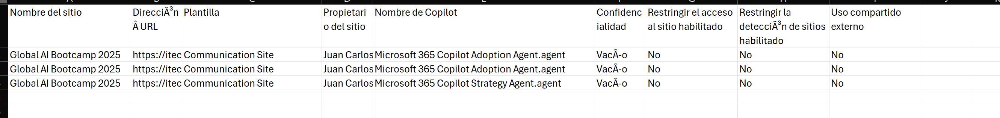 Nombre del sitio
DirecciÃ³n
Â URL
Plantilla
Propietari
o del sitio
Nombre de Copilot
Confidenc
ialidad
Restringir el acceso
al sitio habilitado
Restringir la
detecciÃ³n de sitios
habilitado
Uso compartido
externo
Global AI Bootcamp 2025 https://itec Communication Site Juan Carlos Microsoft 365 Copilot Adoption Agent.agent VacÃ-o No No No
Global AI Bootcamp 2025 https://itec Communication Site Juan Carlos Microsoft 365 Copilot Adoption Agent.agent VacÃ-o No No No
Global AI Bootcamp 2025 https://itec Communication Site Juan Carlos Microsoft 365 Copilot Strategy Agent.agent VacÃ-o No No No